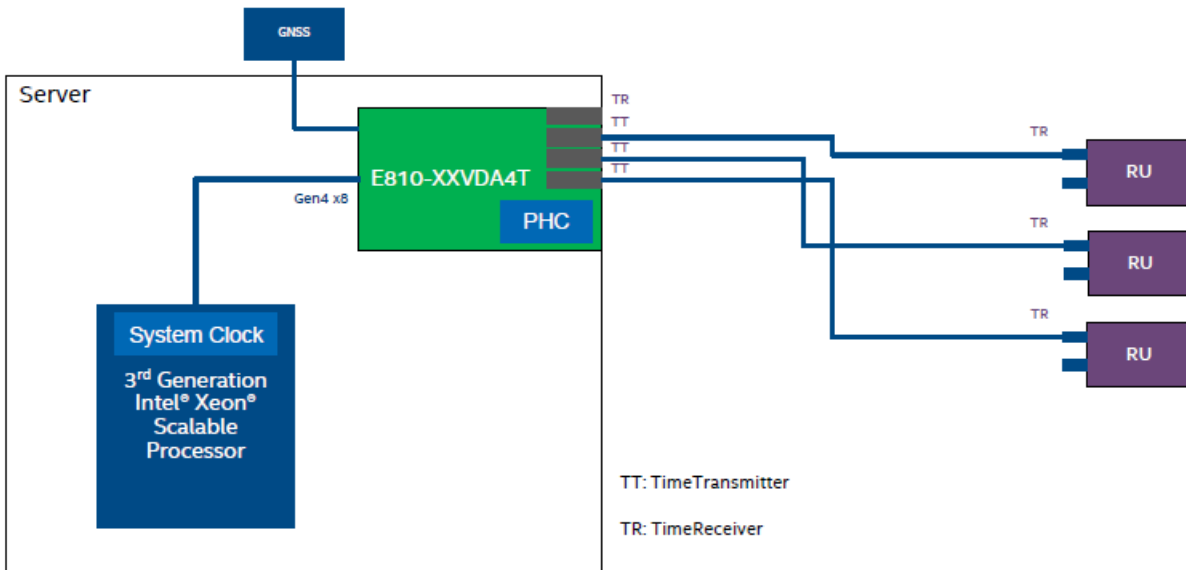 GNSS
Server
TR
TT
TT
TT
E810-XXVDA4T
Gen4 x8
PHC
TR
RU
TR
RU
TR
RU
System Clock
3rd Generation
Intel® Xeon®
Scalable
Processor
TT: TimeTransmitter
TR: TimeReceiver